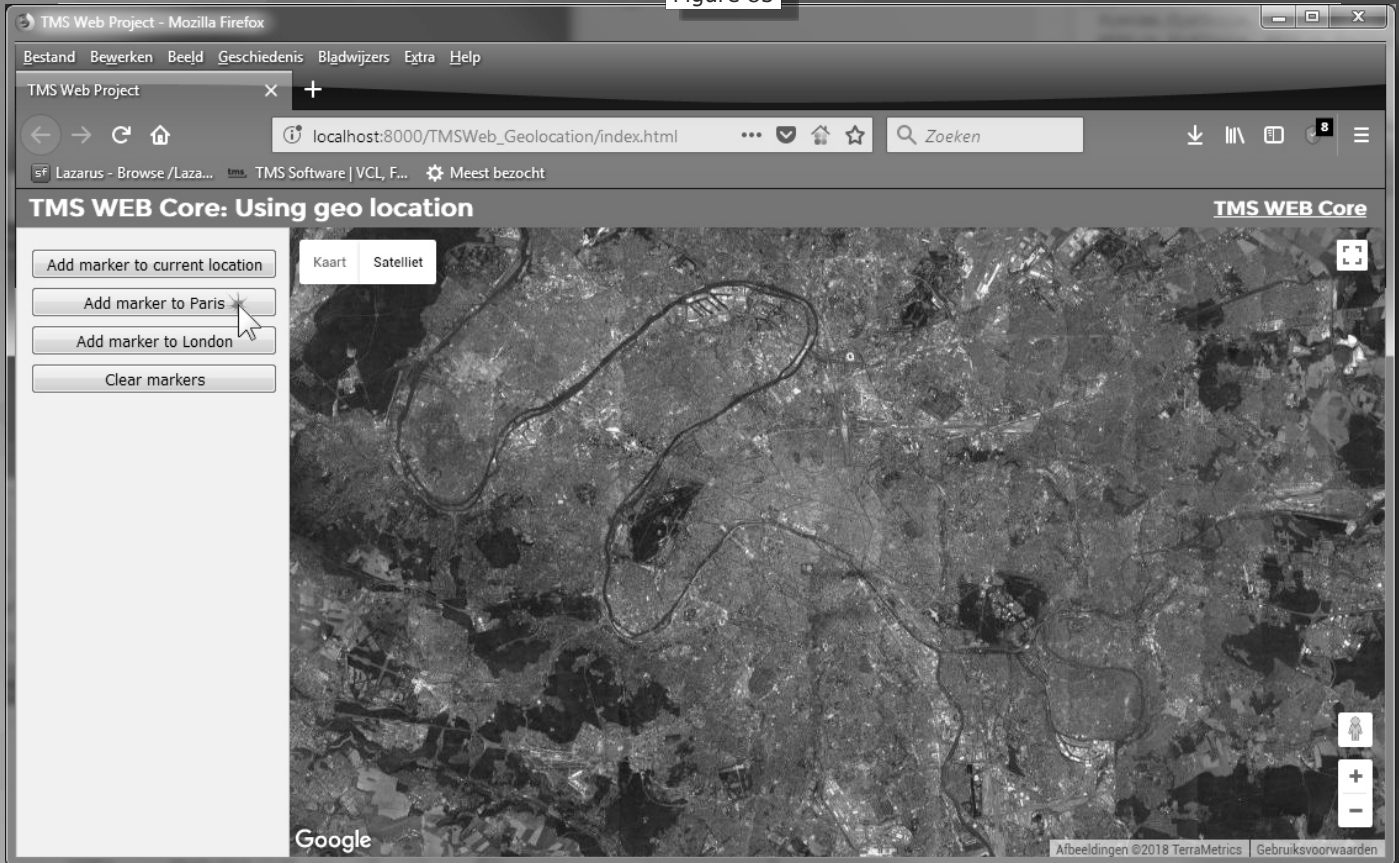 TMS Web Project - Mozilla Firefox
Bestand Bewerken Beeld Geschiedenis Bladwijzers Extra Help
TMS Web Project
localhost:8000/TMSWeb_Geolocation/index.html Zoeken 8
sf Lazarus - Browse /Laza... tms TMS Software | VCL, F... Meest bezocht
TMS WEB Core: Using geo location TMS WEB Core
Add marker to current location
Kaart Satelliet
Add marker to Paris
Add marker to London
Clear markers
Google
Afbeeldingen ©2018 TerraMetrics Gebruiksvoorwaarden